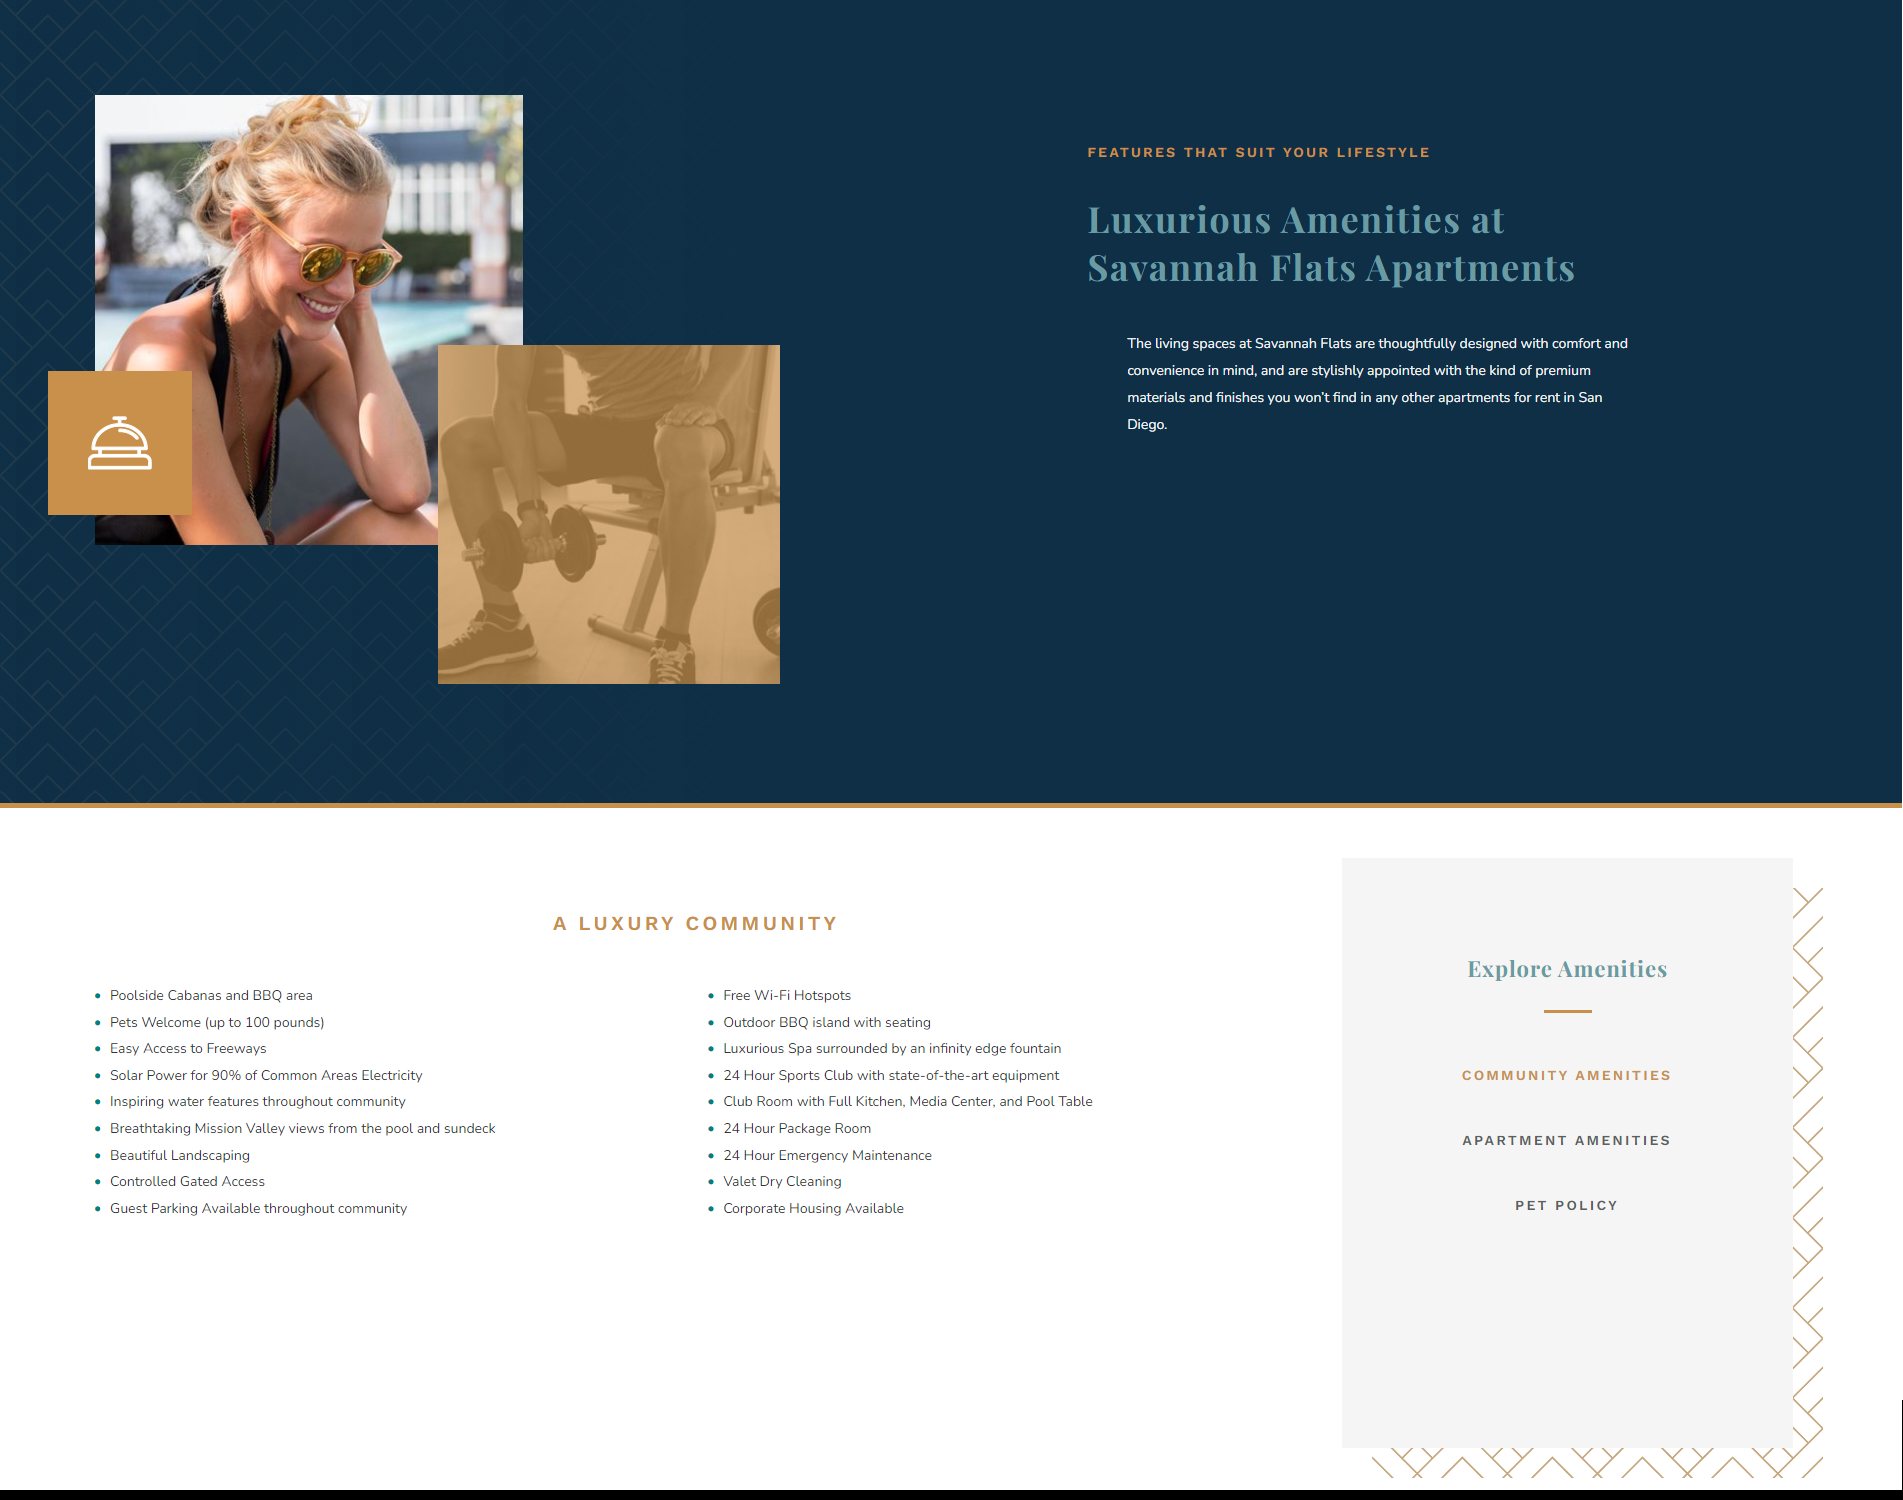 FEATURES THAT SUIT YOUR LIFESTYLE
Luxurious Amenities at
Savannah Flats Apartments
The living spaces at Savannah Flats are thoughtfully designed with comfort and
convenience in mind, and are stylishly appointed with the kind of premium
materials and finishes you won't find in any other apartments for rent in San
Diego.
A LUXURY COMMUNITY
• Poolside Cabanas and BBQ area
• Pets Welcome (up to 100 pounds)
• Easy Access to Freeways
• Solar Power for 90% of Common Areas Electricity
• Inspiring water features throughout community
• Breathtaking Mission Valley views from the pool and sundeck
• Beautiful Landscaping
• Controlled Gated Access
• Guest Parking Available throughout community
• Free Wi-Fi Hotspots
• Outdoor BBQ island with seating
• Luxurious Spa surrounded by an infinity edge fountain
• 24 Hour Sports Club with state-of-the-art equipment
• Club Room with Full Kitchen, Media Center, and Pool Table
• 24 Hour Package Room
• 24 Hour Emergency Maintenance
• Valet Dry Cleaning
• Corporate Housing Available
Explore Amenities
COMMUNITY AMENITIES
APARTMENT AMENITIES
PET POLICY